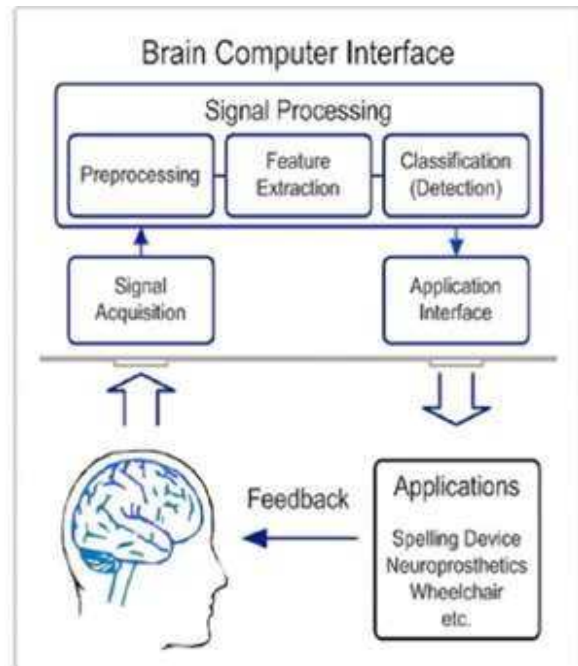 Brain Computer Interface
Signal Processing
Preprocessing
Feature
Extraction
Classification
(Detection)
Signal
Acquisition
Application
Interface
Feedback
Applications
Spelling Device
Neuroprosthetics
Wheelchair
etc.